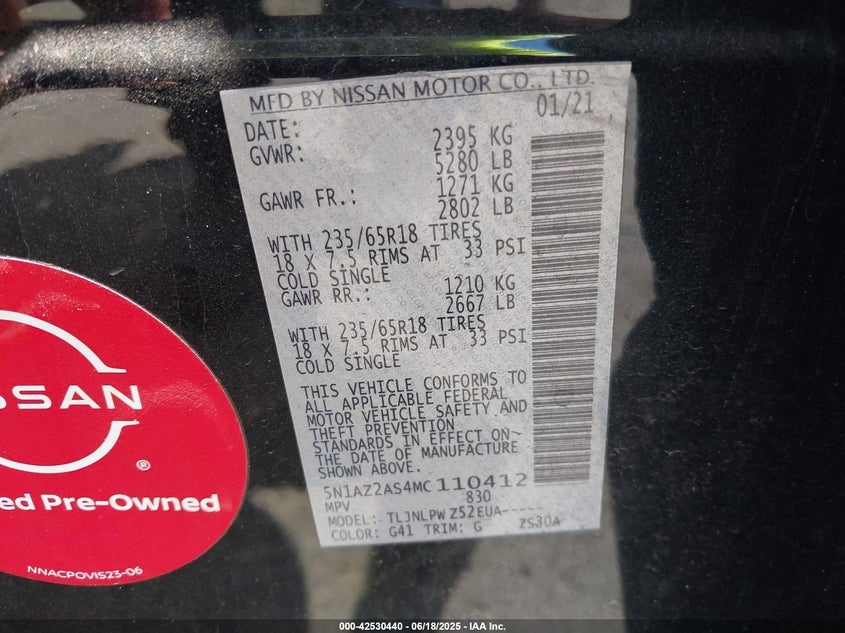 MFD BY NISSAN MOTOR CO., LTD.
DATE: 01/21
GVWR: 2395 KG
5280 LB
GAWR FR.: 1271 KG
2802 LB
WITH 235/65R18 TIRES
18 X 7.5 RIMS AT 33 PSI
COLD SINGLE
GAWR RR.: 1210 KG
2667 LB
WITH 235/65R18 TIRES
18 X 7.5 RIMS AT 33 PSI
COLD SINGLE
THIS VEHICLE CONFORMS TO
ALL APPLICABLE FEDERAL
MOTOR VEHICLE SAFETY AND
THEFT PREVENTION
STANDARDS IN EFFECT ON
THE DATE OF MANUFACTURE
SHOWN ABOVE.
5N1AZ2AS4MC110412
MPV 830
MODEL:- TLJNLPW Z52EUA-----
COLOR: G41 TRIM: G ZS30A
SSAN
®
ed Pre-Owned
NNACPOVIS23-06
000-42530440 - 06/18/2025 - IAA Inc.